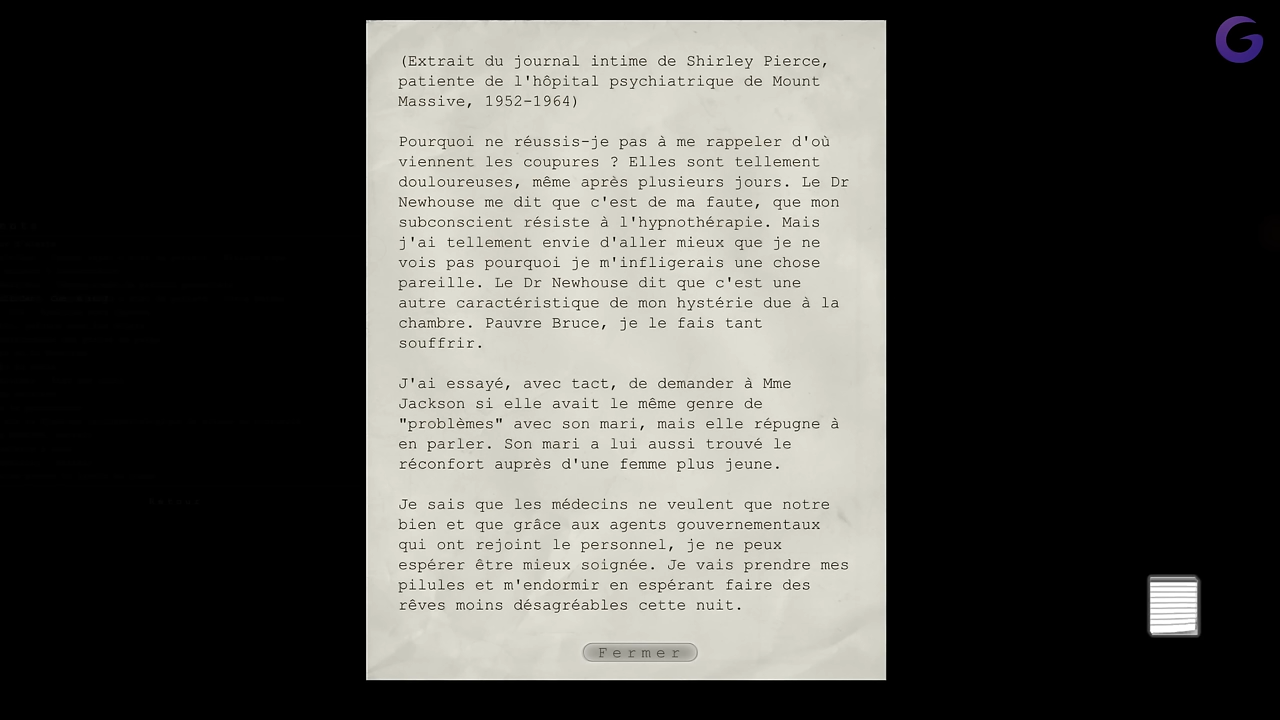 (Extrait du journal intime de Shirley Pierce,
patiente de l'hôpital psychiatrique de Mount
Massive, 1952-1964)
Pourquoi ne réussis-je pas à me rappeler d'où
viennent les coupures ? Elles sont tellement
douloureuses, même après plusieurs jours. Le Dr
Newhouse me dit que c'est de ma faute, que mon
subconscient résiste à l'hypnothérapie. Mais
j'ai tellement envie d'aller mieux que je ne
vois pas pourquoi je m'infligerais une chose
pareille. Le Dr Newhouse dit que c'est une
autre caractéristique de mon hystérie due à la
chambre. Pauvre Bruce, je le fais tant
souffrir.
J'ai essayé, avec tact, de demander à Mme
Jackson si elle avait le même genre de
"problèmes" avec son mari, mais elle répugne à
en parler. Son mari a lui aussi trouvé le
réconfort auprès d'une femme plus jeune.
Je sais que les médecins ne veulent que notre
bien et que grâce aux agents gouvernementaux
qui ont rejoint le personnel, je ne peux
espérer être mieux soignée. Je vais prendre mes
pilules et m'endormir en espérant faire des
rêves moins désagréables cette nuit.
Fermer